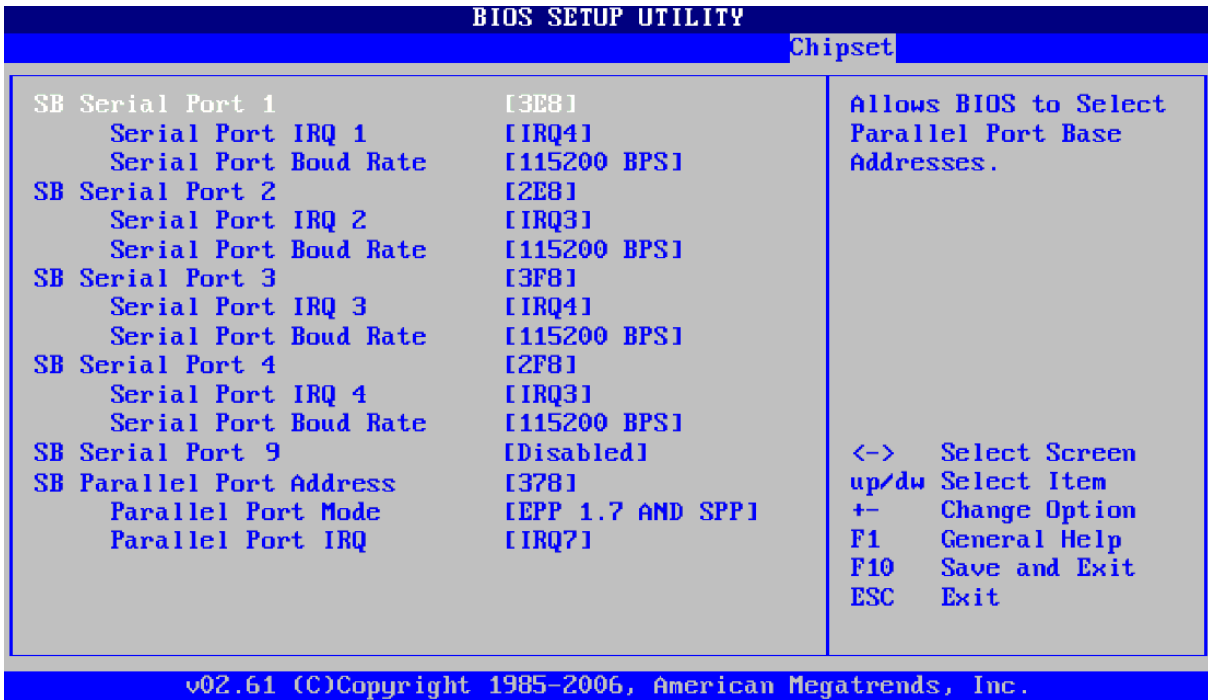 BIOS SETUP UTILITY
Chipset
SB Serial Port 1 [3E8]
Serial Port IRQ 1 [IRQ4]
Serial Port Boud Rate [115200 BPS]
SB Serial Port 2 [2E8]
Serial Port IRQ 2 [IRQ3]
Serial Port Boud Rate [115200 BPS]
SB Serial Port 3 [3F8]
Serial Port IRQ 3 [IRQ4]
Serial Port Boud Rate [115200 BPS]
SB Serial Port 4 [2F8]
Serial Port IRQ 4 [IRQ3]
Serial Port Boud Rate [115200 BPS]
SB Serial Port 9 [Disabled]
SB Parallel Port Address [378]
Parallel Port Mode [EPP 1.7 AND SPP]
Parallel Port IRQ [IRQ7]
Allows BIOS to Select
Parallel Port Base
Addresses.
<-> Select Screen
up/dw Select Item
+- Change Option
F1 General Help
F10 Save and Exit
ESC Exit
v02.61 (C)Copyright 1985-2006, American Megatrends, Inc.